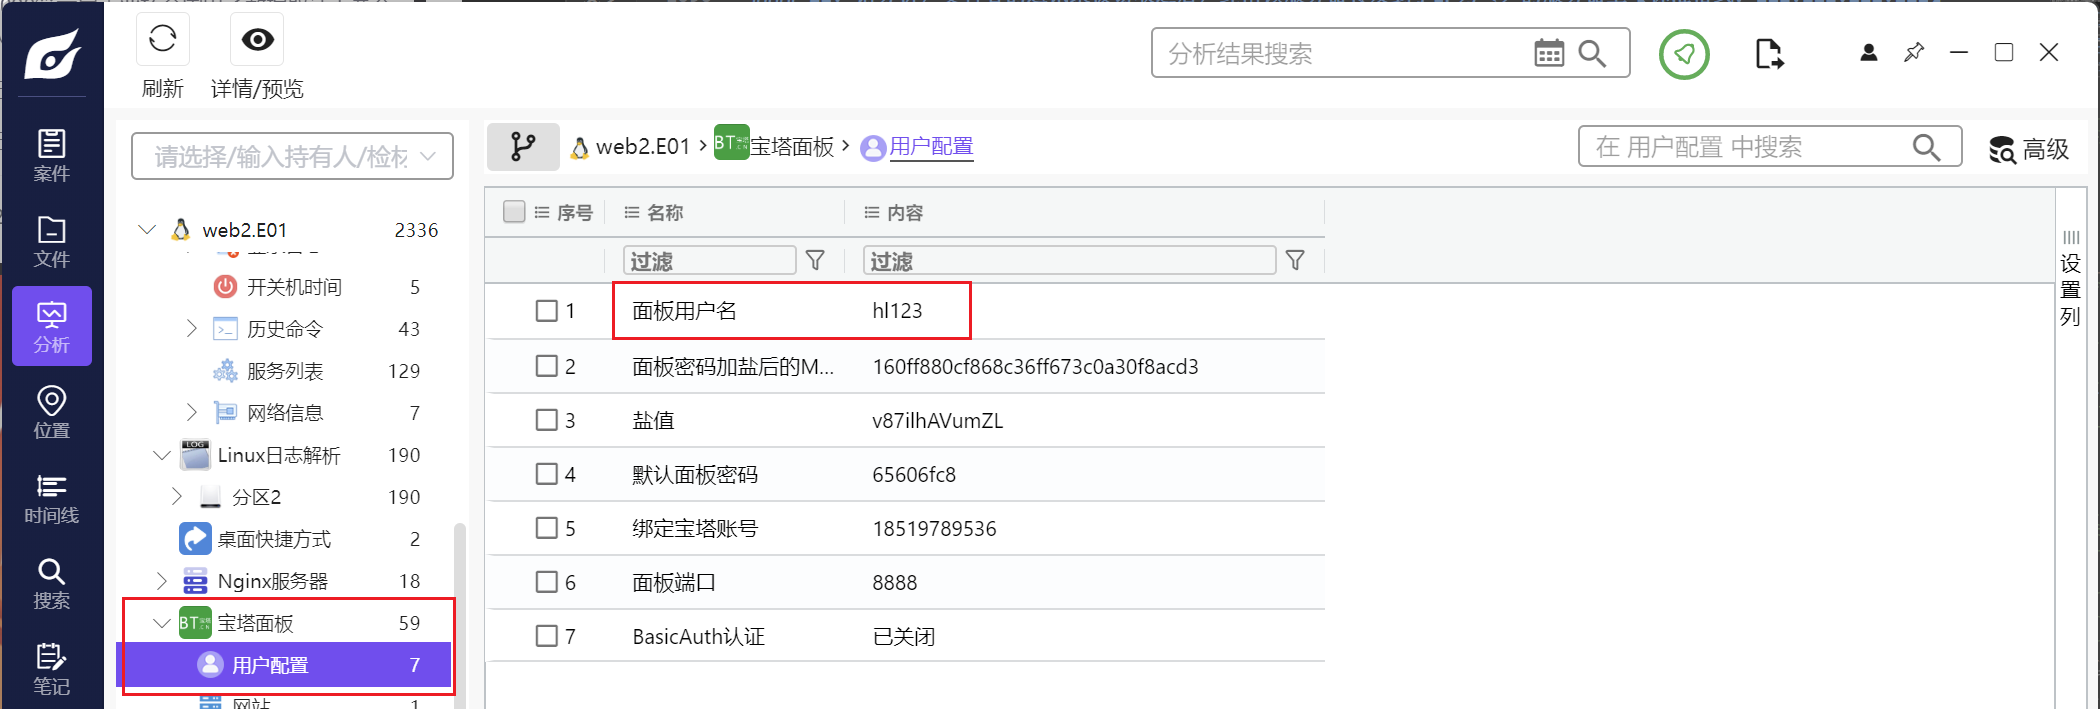 刷新
详情/预览
分析结果搜索
案件
文件
分析
位置
时间线
搜索
笔记
请选择/输入持有人/检材
web2.E01 2336
开关机时间 5
历史命令 43
服务列表 129
网络信息 7
LOG
Linux日志解析 190
分区2 190
桌面快捷方式 2
Nginx服务器 18
BT 宝塔面板 59
用户配置 7
网站 1
web2.E01 > BT 宝塔面板 > 用户配置
在 用户配置 中搜索
高级
序号 名称 内容
过滤 过滤
1 面板用户名 hl123
2 面板密码加盐后的M... 160ff880cf868c36ff673c0a30f8acd3
3 盐值 v87ilhAVumZL
4 默认面板密码 65606fc8
5 绑定宝塔账号 18519789536
6 面板端口 8888
7 BasicAuth认证 已关闭
设置列